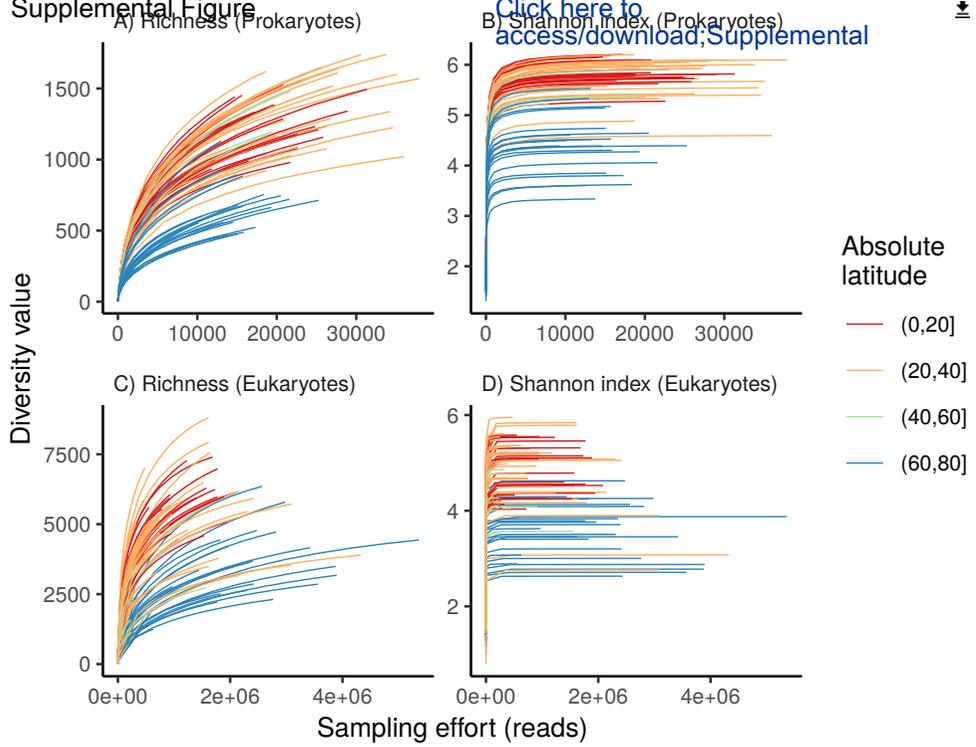 Supplemental Figure
Click here to
access/download;Supplemental
A) Richness (Prokaryotes)
B) Shannon index (Prokaryotes)
1500
1000
500
0
0
10000
20000
30000
6
5
4
3
2
0
10000
20000
30000
Diversity value
C) Richness (Eukaryotes)
D) Shannon index (Eukaryotes)
7500
5000
2500
0
0e+00
2e+06
4e+06
6
4
2
0e+00
2e+06
4e+06
Sampling effort (reads)
Absolute
latitude
(0,20]
(20,40]
(40,60]
(60,80]